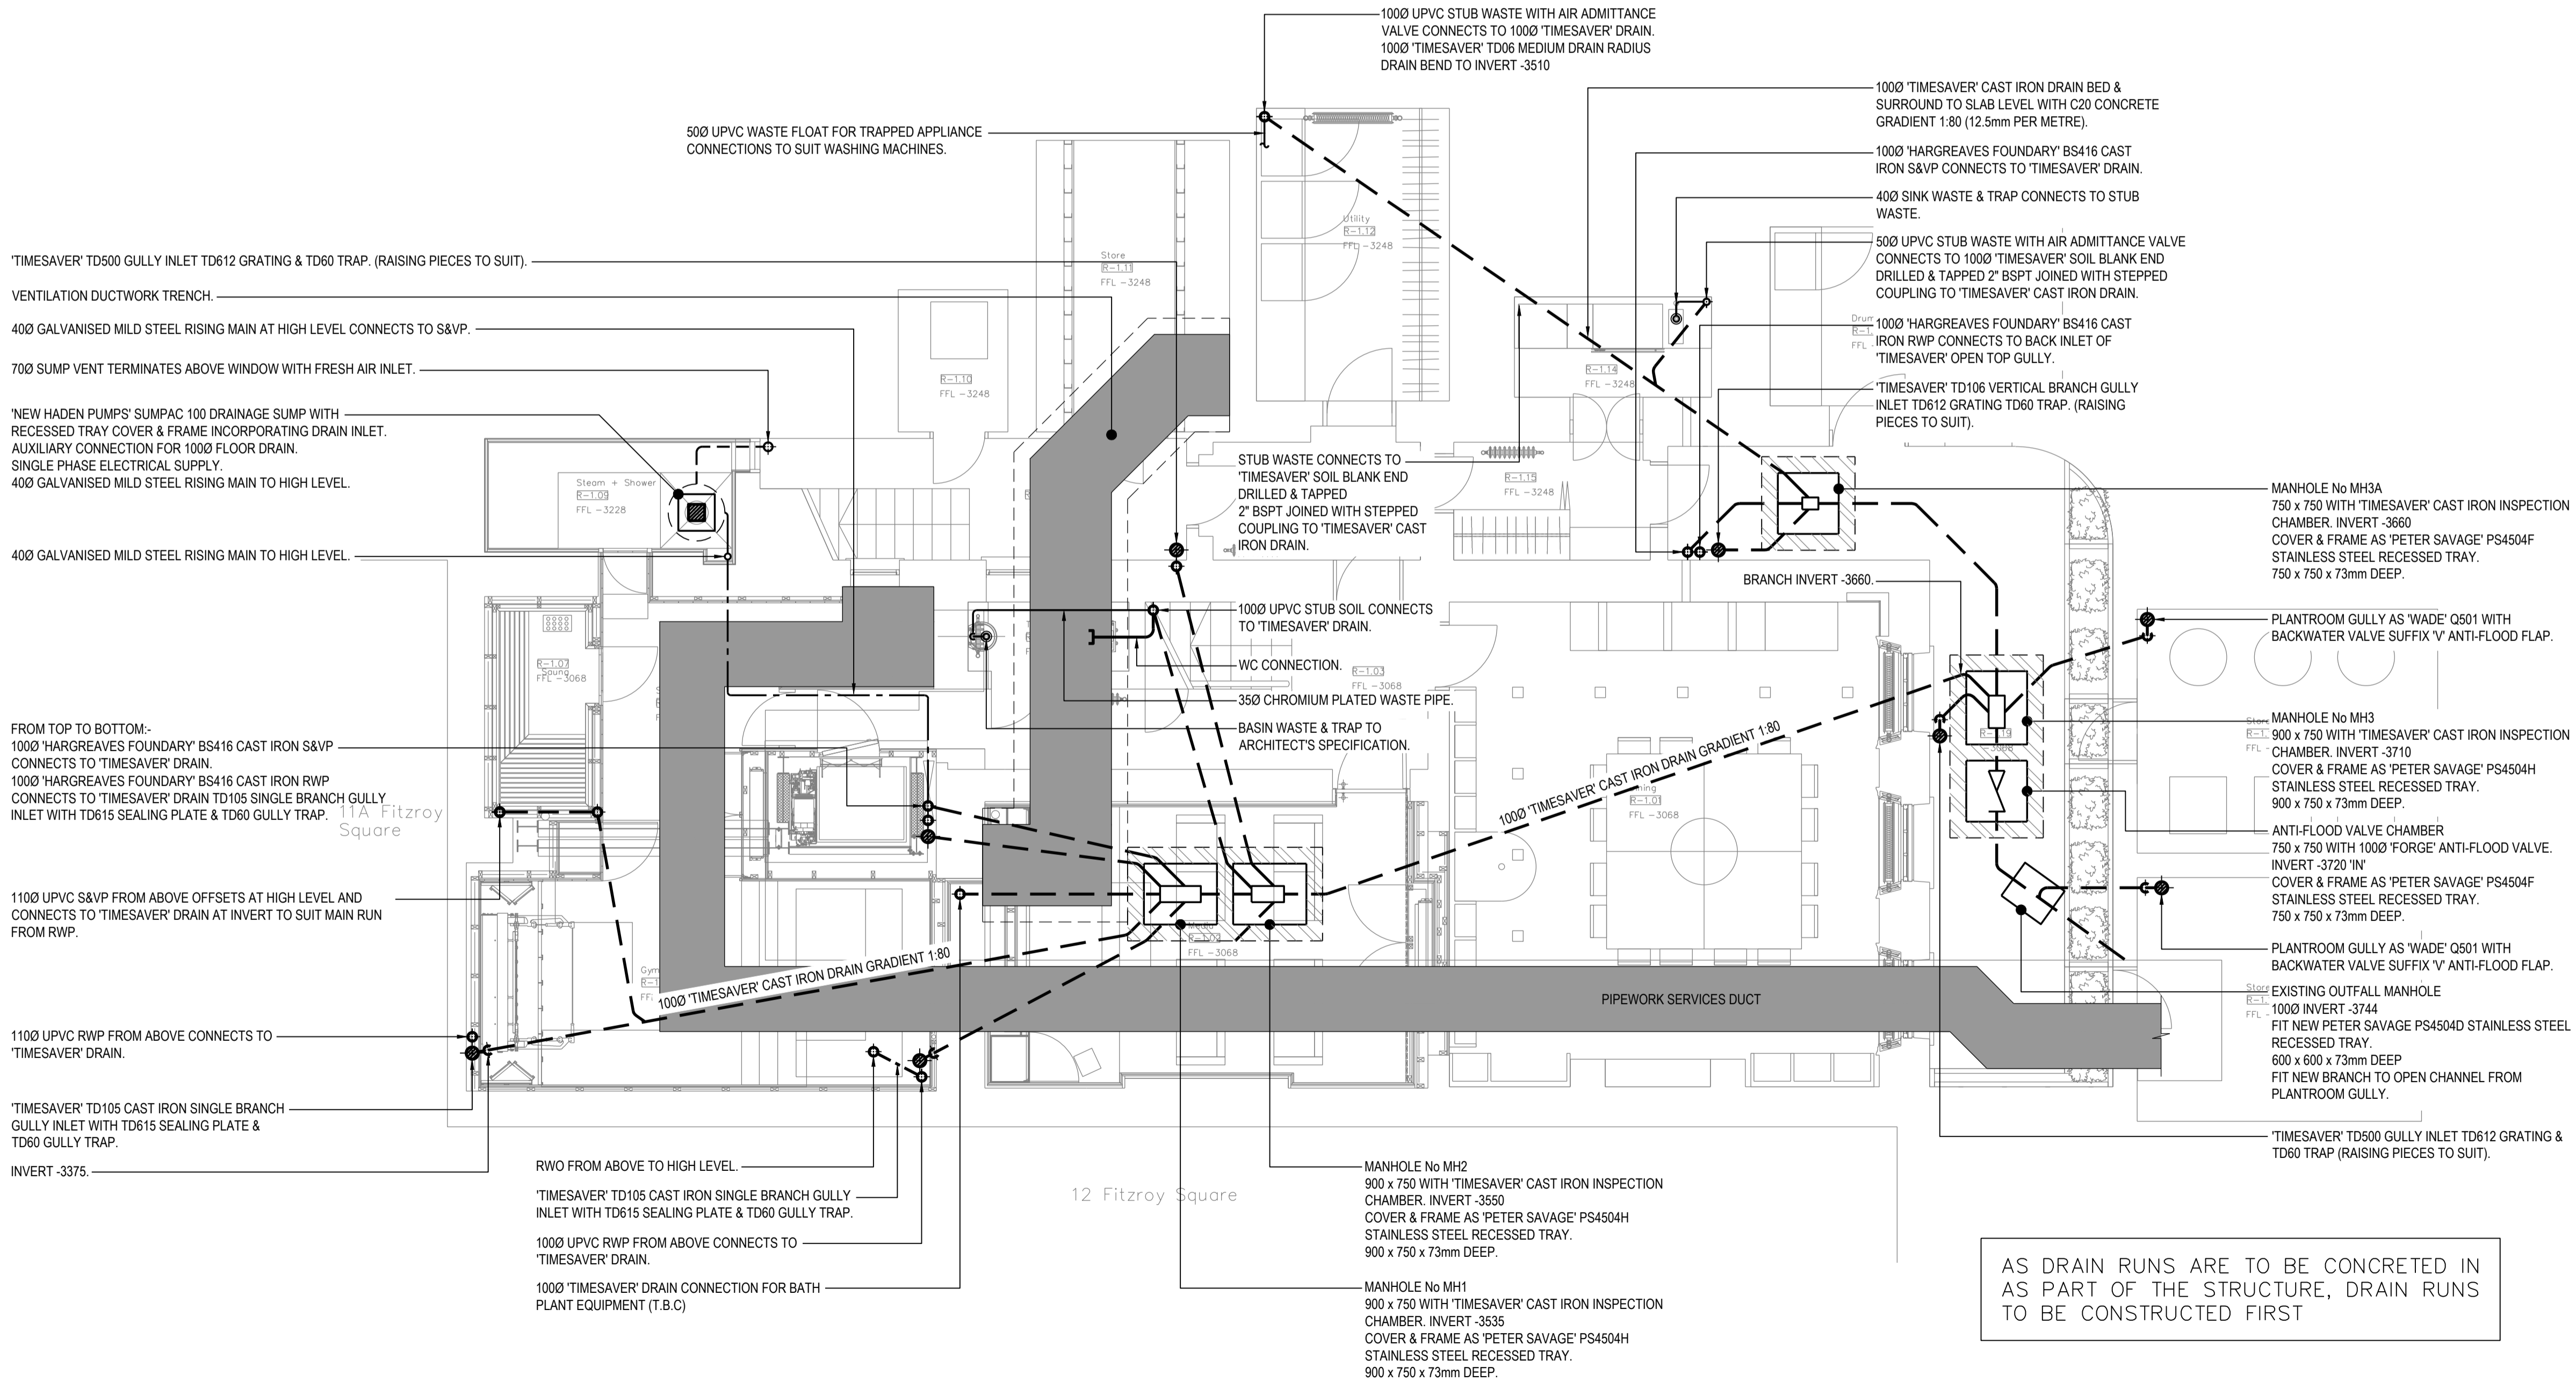 100Ø UPVC STUB WASTE WITH AIR ADMITTANCE
VALVE CONNECTS TO 100Ø 'TIMESAVER' DRAIN.
100Ø 'TIMESAVER' TD06 MEDIUM DRAIN RADIUS
DRAIN BEND TO INVERT -3510
50Ø UPVC WASTE FLOAT FOR TRAPPED APPLIANCE
CONNECTIONS TO SUIT WASHING MACHINES.
100Ø 'TIMESAVER' CAST IRON DRAIN BED &
SURROUND TO SLAB LEVEL WITH C20 CONCRETE
GRADIENT 1:80 (12.5mm PER METRE).
100Ø 'HARGREAVES FOUNDARY' BS416 CAST
IRON S&VP CONNECTS TO 'TIMESAVER' DRAIN.
40Ø SINK WASTE & TRAP CONNECTS TO STUB
WASTE.
50Ø UPVC STUB WASTE WITH AIR ADMITTANCE VALVE
CONNECTS TO 100Ø 'TIMESAVER' SOIL BLANK END
DRILLED & TAPPED 2" BSPT JOINED WITH STEPPED
COUPLING TO 'TIMESAVER' CAST IRON DRAIN.
100Ø 'HARGREAVES FOUNDARY' BS416 CAST
IRON RWP CONNECTS TO BACK INLET OF
'TIMESAVER' OPEN TOP GULLY.
'TIMESAVER' TD106 VERTICAL BRANCH GULLY
INLET TD612 GRATING TD60 TRAP. (RAISING
PIECES TO SUIT).
'TIMESAVER' TD500 GULLY INLET TD612 GRATING & TD60 TRAP. (RAISING PIECES TO SUIT).
VENTILATION DUCTWORK TRENCH.
40Ø GALVANISED MILD STEEL RISING MAIN AT HIGH LEVEL CONNECTS TO S&VP.
70Ø SUMP VENT TERMINATES ABOVE WINDOW WITH FRESH AIR INLET.
'NEW HADEN PUMPS' SUMPAC 100 DRAINAGE SUMP WITH
RECESSED TRAY COVER & FRAME INCORPORATING DRAIN INLET.
AUXILIARY CONNECTION FOR 100Ø FLOOR DRAIN.
SINGLE PHASE ELECTRICAL SUPPLY.
40Ø GALVANISED MILD STEEL RISING MAIN TO HIGH LEVEL.
40Ø GALVANISED MILD STEEL RISING MAIN TO HIGH LEVEL.
Utility
R-1.12
FFL -3248
Store
R-1.11
FFL -3248
R-1.10
FFL -3248
Steam + Shower
R-1.09
FFL -3228
R-1.14
FFL -3248
Drum
FFL
R-1.15
FFL -3248
STUB WASTE CONNECTS TO
'TIMESAVER' SOIL BLANK END
DRILLED & TAPPED
2" BSPT JOINED WITH STEPPED
COUPLING TO 'TIMESAVER' CAST
IRON DRAIN.
MANHOLE No MH3A
750 x 750 WITH 'TIMESAVER' CAST IRON INSPECTION
CHAMBER. INVERT -3660
COVER & FRAME AS 'PETER SAVAGE' PS4504F
STAINLESS STEEL RECESSED TRAY.
750 x 750 x 73mm DEEP.
BRANCH INVERT -3660.
PLANTROOM GULLY AS 'WADE' Q501 WITH
BACKWATER VALVE SUFFIX 'V' ANTI-FLOOD FLAP.
100Ø UPVC STUB SOIL CONNECTS
TO 'TIMESAVER' DRAIN.
WC CONNECTION.
R-1.03
FFL -3068
35Ø CHROMIUM PLATED WASTE PIPE.
BASIN WASTE & TRAP TO
ARCHITECT'S SPECIFICATION.
R-1.07
Sauna
FFL -3068
FROM TOP TO BOTTOM:-
100Ø 'HARGREAVES FOUNDARY' BS416 CAST IRON S&VP
CONNECTS TO 'TIMESAVER' DRAIN.
100Ø 'HARGREAVES FOUNDARY' BS416 CAST IRON RWP
CONNECTS TO 'TIMESAVER' DRAIN TD105 SINGLE BRANCH GULLY
INLET WITH TD615 SEALING PLATE & TD60 GULLY TRAP.
11A Fitzroy
Square
MANHOLE No MH3
900 x 750 WITH 'TIMESAVER' CAST IRON INSPECTION
CHAMBER. INVERT -3710
COVER & FRAME AS 'PETER SAVAGE' PS4504H
STAINLESS STEEL RECESSED TRAY.
900 x 750 x 73mm DEEP.
100Ø 'TIMESAVER' CAST IRON DRAIN GRADIENT 1:80
R-1.01
FFL -3068
ANTI-FLOOD VALVE CHAMBER
750 x 750 WITH 100Ø 'FORGE' ANTI-FLOOD VALVE.
INVERT -3720 'IN'
COVER & FRAME AS 'PETER SAVAGE' PS4504F
STAINLESS STEEL RECESSED TRAY.
750 x 750 x 73mm DEEP.
110Ø UPVC S&VP FROM ABOVE OFFSETS AT HIGH LEVEL AND
CONNECTS TO 'TIMESAVER' DRAIN AT INVERT TO SUIT MAIN RUN
FROM RWP.
FFL -3068
PLANTROOM GULLY AS 'WADE' Q501 WITH
BACKWATER VALVE SUFFIX 'V' ANTI-FLOOD FLAP.
Gym
100Ø 'TIMESAVER' CAST IRON DRAIN GRADIENT 1:80
PIPEWORK SERVICES DUCT
EXISTING OUTFALL MANHOLE
100Ø INVERT -3744
FIT NEW PETER SAVAGE PS4504D STAINLESS STEEL
RECESSED TRAY.
600 x 600 x 73mm DEEP
FIT NEW BRANCH TO OPEN CHANNEL FROM
PLANTROOM GULLY.
110Ø UPVC RWP FROM ABOVE CONNECTS TO
'TIMESAVER' DRAIN.
'TIMESAVER' TD105 CAST IRON SINGLE BRANCH
GULLY INLET WITH TD615 SEALING PLATE &
TD60 GULLY TRAP.
INVERT -3375.
'TIMESAVER' TD500 GULLY INLET TD612 GRATING &
TD60 TRAP (RAISING PIECES TO SUIT).
RWO FROM ABOVE TO HIGH LEVEL.
'TIMESAVER' TD105 CAST IRON SINGLE BRANCH GULLY
INLET WITH TD615 SEALING PLATE & TD60 GULLY TRAP.
100Ø UPVC RWP FROM ABOVE CONNECTS TO
'TIMESAVER' DRAIN.
100Ø 'TIMESAVER' DRAIN CONNECTION FOR BATH
PLANT EQUIPMENT (T.B.C)
12 Fitzroy Square
MANHOLE No MH2
900 x 750 WITH 'TIMESAVER' CAST IRON INSPECTION
CHAMBER. INVERT -3550
COVER & FRAME AS 'PETER SAVAGE' PS4504H
STAINLESS STEEL RECESSED TRAY.
900 x 750 x 73mm DEEP.
MANHOLE No MH1
900 x 750 WITH 'TIMESAVER' CAST IRON INSPECTION
CHAMBER. INVERT -3535
COVER & FRAME AS 'PETER SAVAGE' PS4504H
STAINLESS STEEL RECESSED TRAY.
900 x 750 x 73mm DEEP.
AS DRAIN RUNS ARE TO BE CONCRETED IN
AS PART OF THE STRUCTURE, DRAIN RUNS
TO BE CONSTRUCTED FIRST